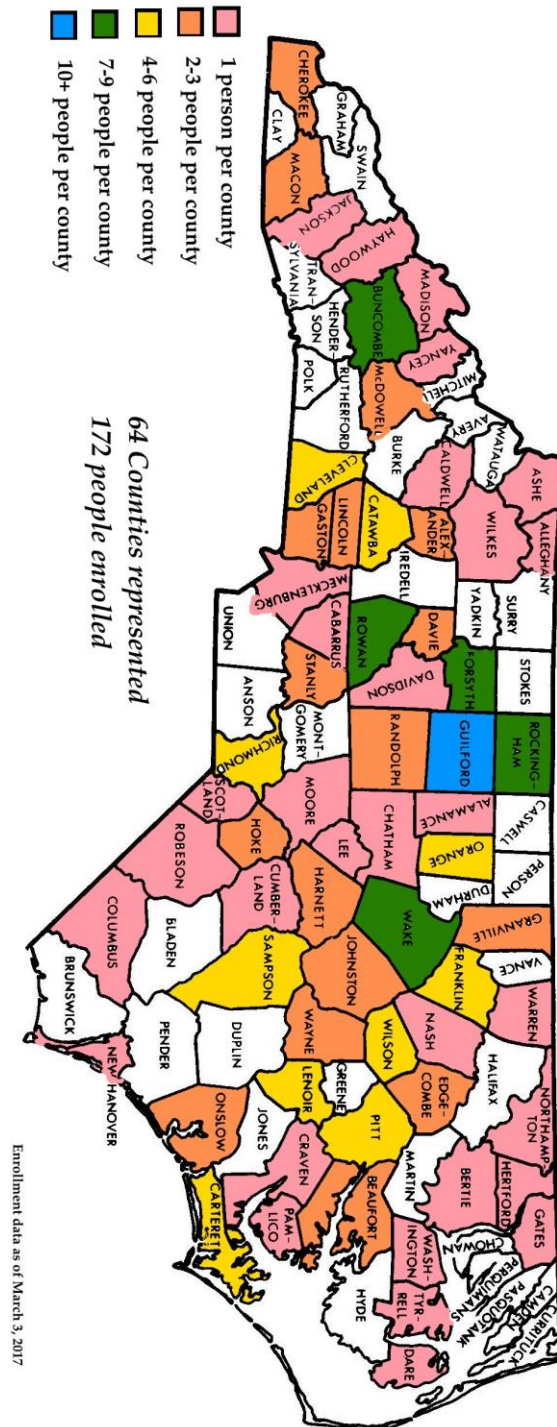 CHEROKEE
GRAHAM
CLAY
SWAIN
MACON
JACKSON
HAYWOOD
TRAN-
SYLVANIA
MADISON
BUNCOMBE
HENDER-
SON
YANCEY
McDOWELL
POLK
RUTHERFORD
MITCHELL
AVERY
BURKE
CLEVELAND
WATAUGA
CALDWELL
CATAWBA
LINCOLN
GASTON
ASHE
ALLEGHANY
WILKES
ALEX-
ANDER
IREDELL
MECKLENBURG
SURRY
YADKIN
DAVIE
ROWAN
CABARRUS
UNION
STOKES
FORSYTH
DAVIDSON
STANLY
ANSON
ROCKING-
HAM
GUILFORD
RANDOLPH
MONT-
GOMERY
RICHMOND
CASWELL
ALAMANCE
CHATHAM
MOORE
LEE
SCOT-
LAND
HOKE
ROBESON
PERSON
ORANGE
DURHAM
WAKE
HARNETT
CUMBER-
LAND
BLADEN
COLUMBUS
GRANVILLE
VANCE
FRANKLIN
JOHNSTON
SAMPSON
BRUNSWICK
WARREN
NASH
WILSON
WAYNE
DUPLIN
PENDER
NEW
HANOVER
HALIFAX
EDGE-
COMBE
GREENE
LENOIR
JONES
ONSLOW
NORTHAMP-
TON
HERTFORD
BERTIE
MARTIN
PITT
CRAVEN
PAM-
LICO
CARTERET
GATES
CHOWAN
PERQUIMANS
PASQUOTANK
CAMDEN
CURRITUCK
WASH-
INGTON
TYR-
RELL
DARE
BEAUFORT
HYDE
1 person per county
2-3 people per county
4-6 people per county
7-9 people per county
10+ people per county
64 Counties represented
172 people enrolled
Enrollment data as of March 3, 2017